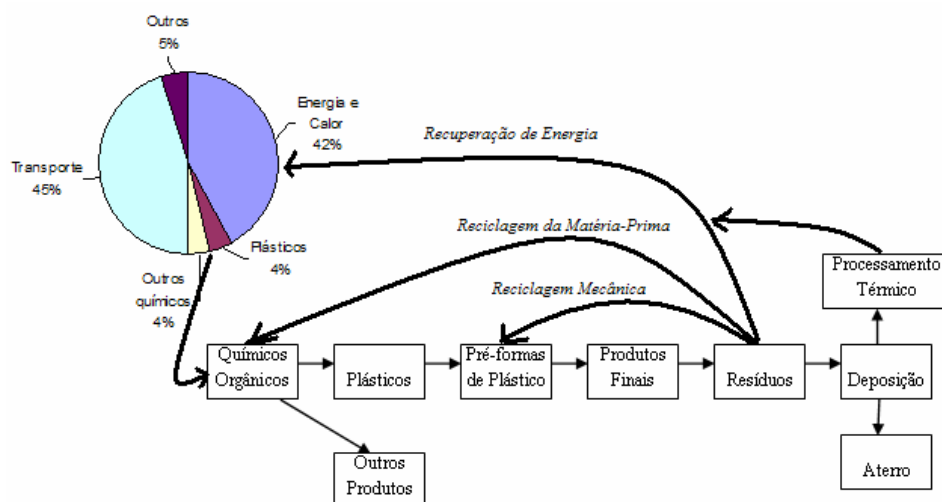 Outros
5%
Energia e
Calor
42%
Transporte
45%
Plásticos
4%
Outros
químicos
4%
Recuperação de Energia
Reciclagem da Matéria-Prima
Reciclagem Mecânica
Processamento
Térmico
Químicos
Orgânicos
Plásticos
Pré-formas
de Plástico
Produtos
Finais
Resíduos
Deposição
Outros
Produtos
Aterro